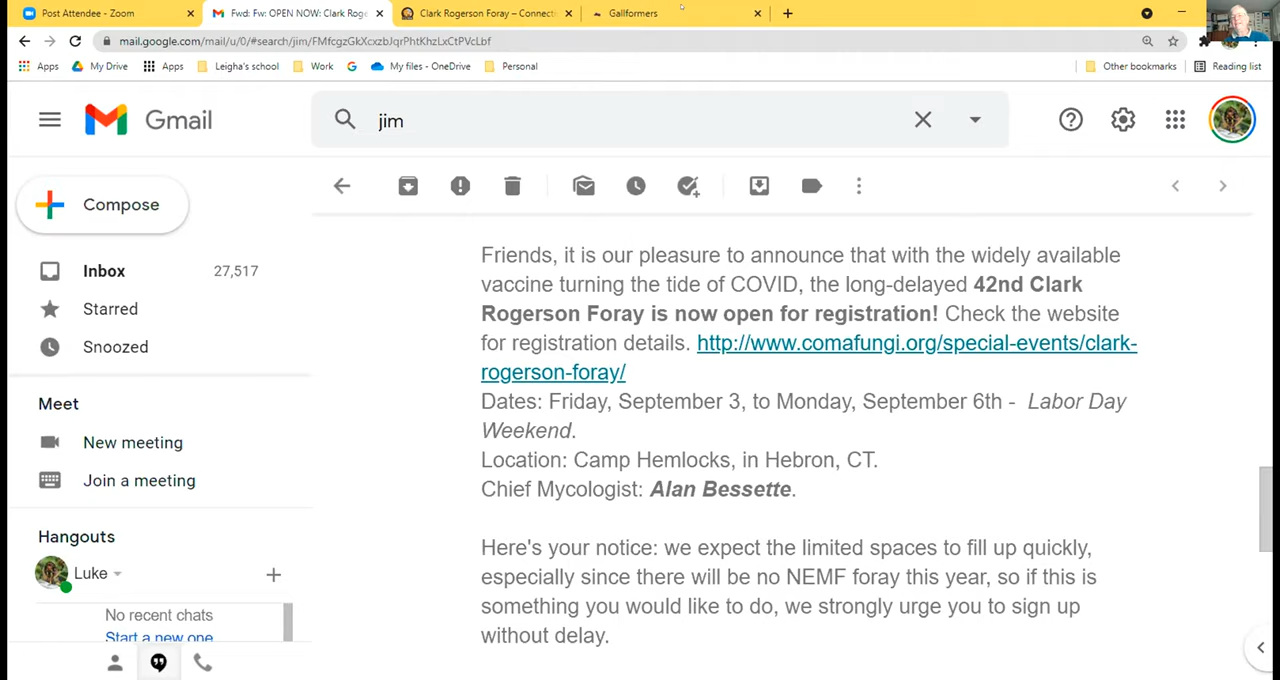 Post Attendee - Zoom
Fwd: Fw: OPEN NOW: Clark Roge
Clark Rogerson Foray – Connecti
Gallformers
mail.google.com/mail/u/0/#search/jim/FMfcgzGkXcxzbJqrPhtKhzLxCtPVcLbf
Apps My Drive Apps Leigha's school Work My files - OneDrive Personal Other bookmarks Reading list
Gmail
jim
Compose
Inbox 27,517
Starred
Snoozed
Meet
New meeting
Join a meeting
Hangouts
Luke
No recent chats
Start a new one
Friends, it is our pleasure to announce that with the widely available
vaccine turning the tide of COVID, the long-delayed 42nd Clark
Rogerson Foray is now open for registration! Check the website
for registration details. http://www.comafungi.org/special-events/clark-
rogerson-foray/
Dates: Friday, September 3, to Monday, September 6th - Labor Day
Weekend.
Location: Camp Hemlocks, in Hebron, CT.
Chief Mycologist: Alan Bessette.
Here's your notice: we expect the limited spaces to fill up quickly,
especially since there will be no NEMF foray this year, so if this is
something you would like to do, we strongly urge you to sign up
without delay.